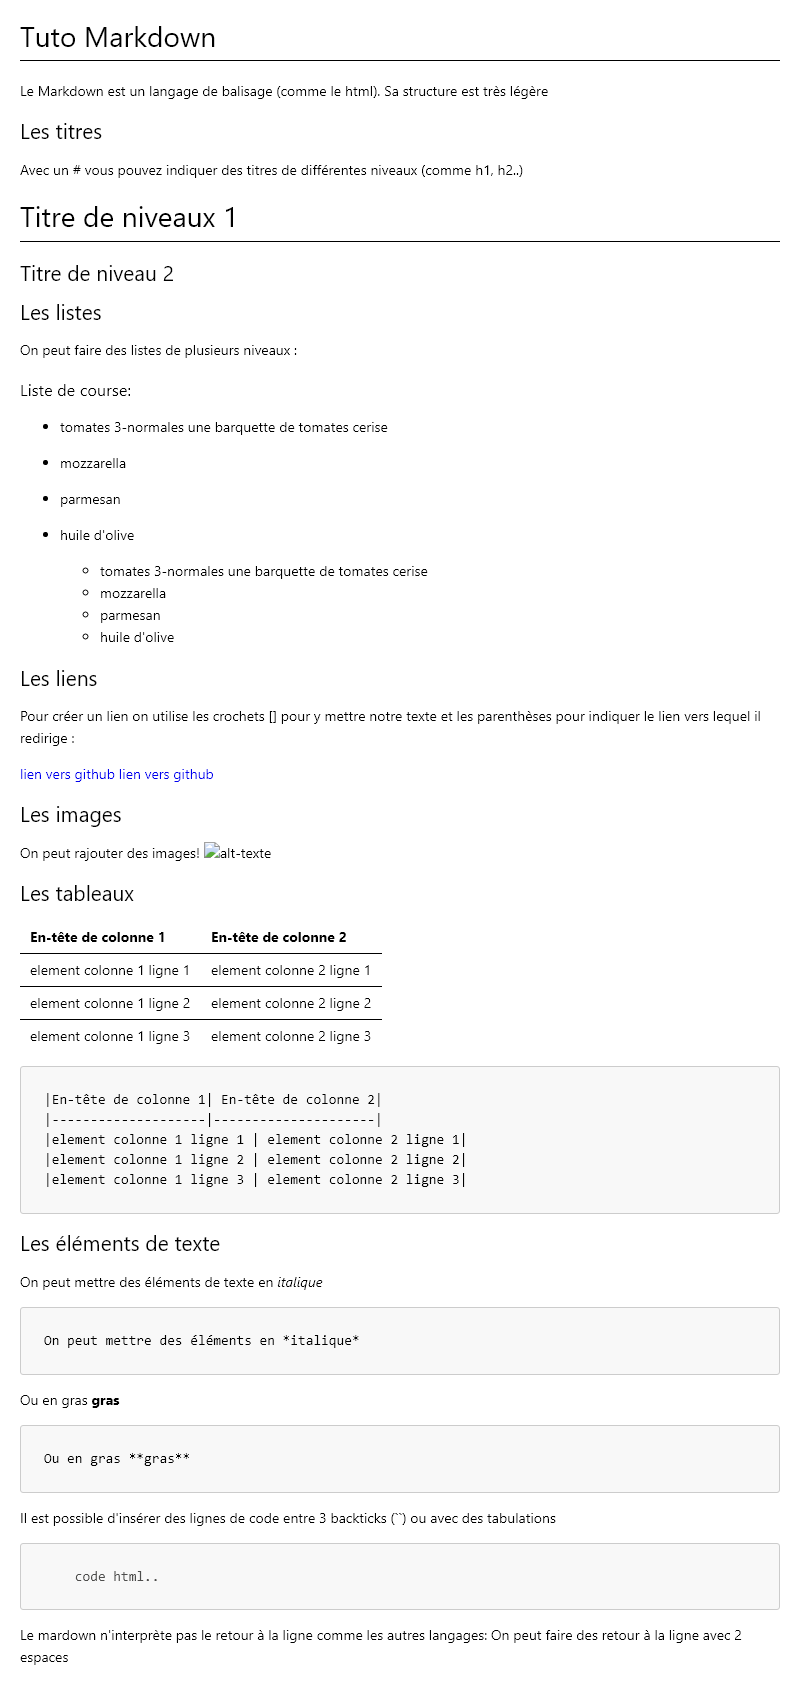 Tuto Markdown
Le Markdown est un langage de balisage (comme le html). Sa structure est très légère
Les titres
Avec un # vous pouvez indiquer des titres de différentes niveaux (comme h1, h2..)
Titre de niveaux 1
Titre de niveau 2
Les listes
On peut faire des listes de plusieurs niveaux :
Liste de course:
• tomates 3-normales une barquette de tomates cerise
• mozzarella
• parmesan
• huile d'olive
◦ tomates 3-normales une barquette de tomates cerise
◦ mozzarella
◦ parmesan
◦ huile d'olive
Les liens
Pour créer un lien on utilise les crochets [] pour y mettre notre texte et les parenthèses pour indiquer le lien vers lequel il
redirige :
lien vers github lien vers github
Les images
On peut rajouter des images! alt-texte
Les tableaux
En-tête de colonne 1 En-tête de colonne 2
element colonne 1 ligne 1 element colonne 2 ligne 1
element colonne 1 ligne 2 element colonne 2 ligne 2
element colonne 1 ligne 3 element colonne 2 ligne 3
|En-tête de colonne 1| En-tête de colonne 2|
|--------------------|---------------------|
|element colonne 1 ligne 1 | element colonne 2 ligne 1|
|element colonne 1 ligne 2 | element colonne 2 ligne 2|
|element colonne 1 ligne 3 | element colonne 2 ligne 3|
Les éléments de texte
On peut mettre des éléments de texte en italique
On peut mettre des éléments en *italique*
Ou en gras gras
Ou en gras **gras**
Il est possible d'insérer des lignes de code entre 3 backticks (``) ou avec des tabulations
code html..
Le mardown n'interprète pas le retour à la ligne comme les autres langages: On peut faire des retour à la ligne avec 2
espaces